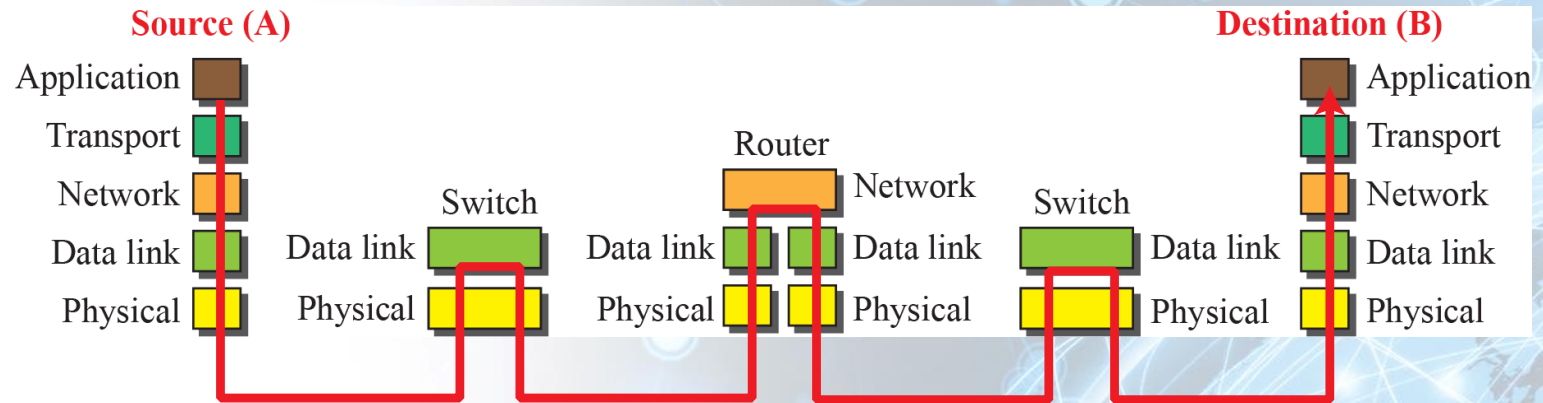 Source (A)
Application
Transport
Network
Data link
Physical
Switch
Data link
Physical
Router
Network
Data link
Data link
Physical
Physical
Switch
Data link
Physical
Destination (B)
Application
Transport
Network
Data link
Physical